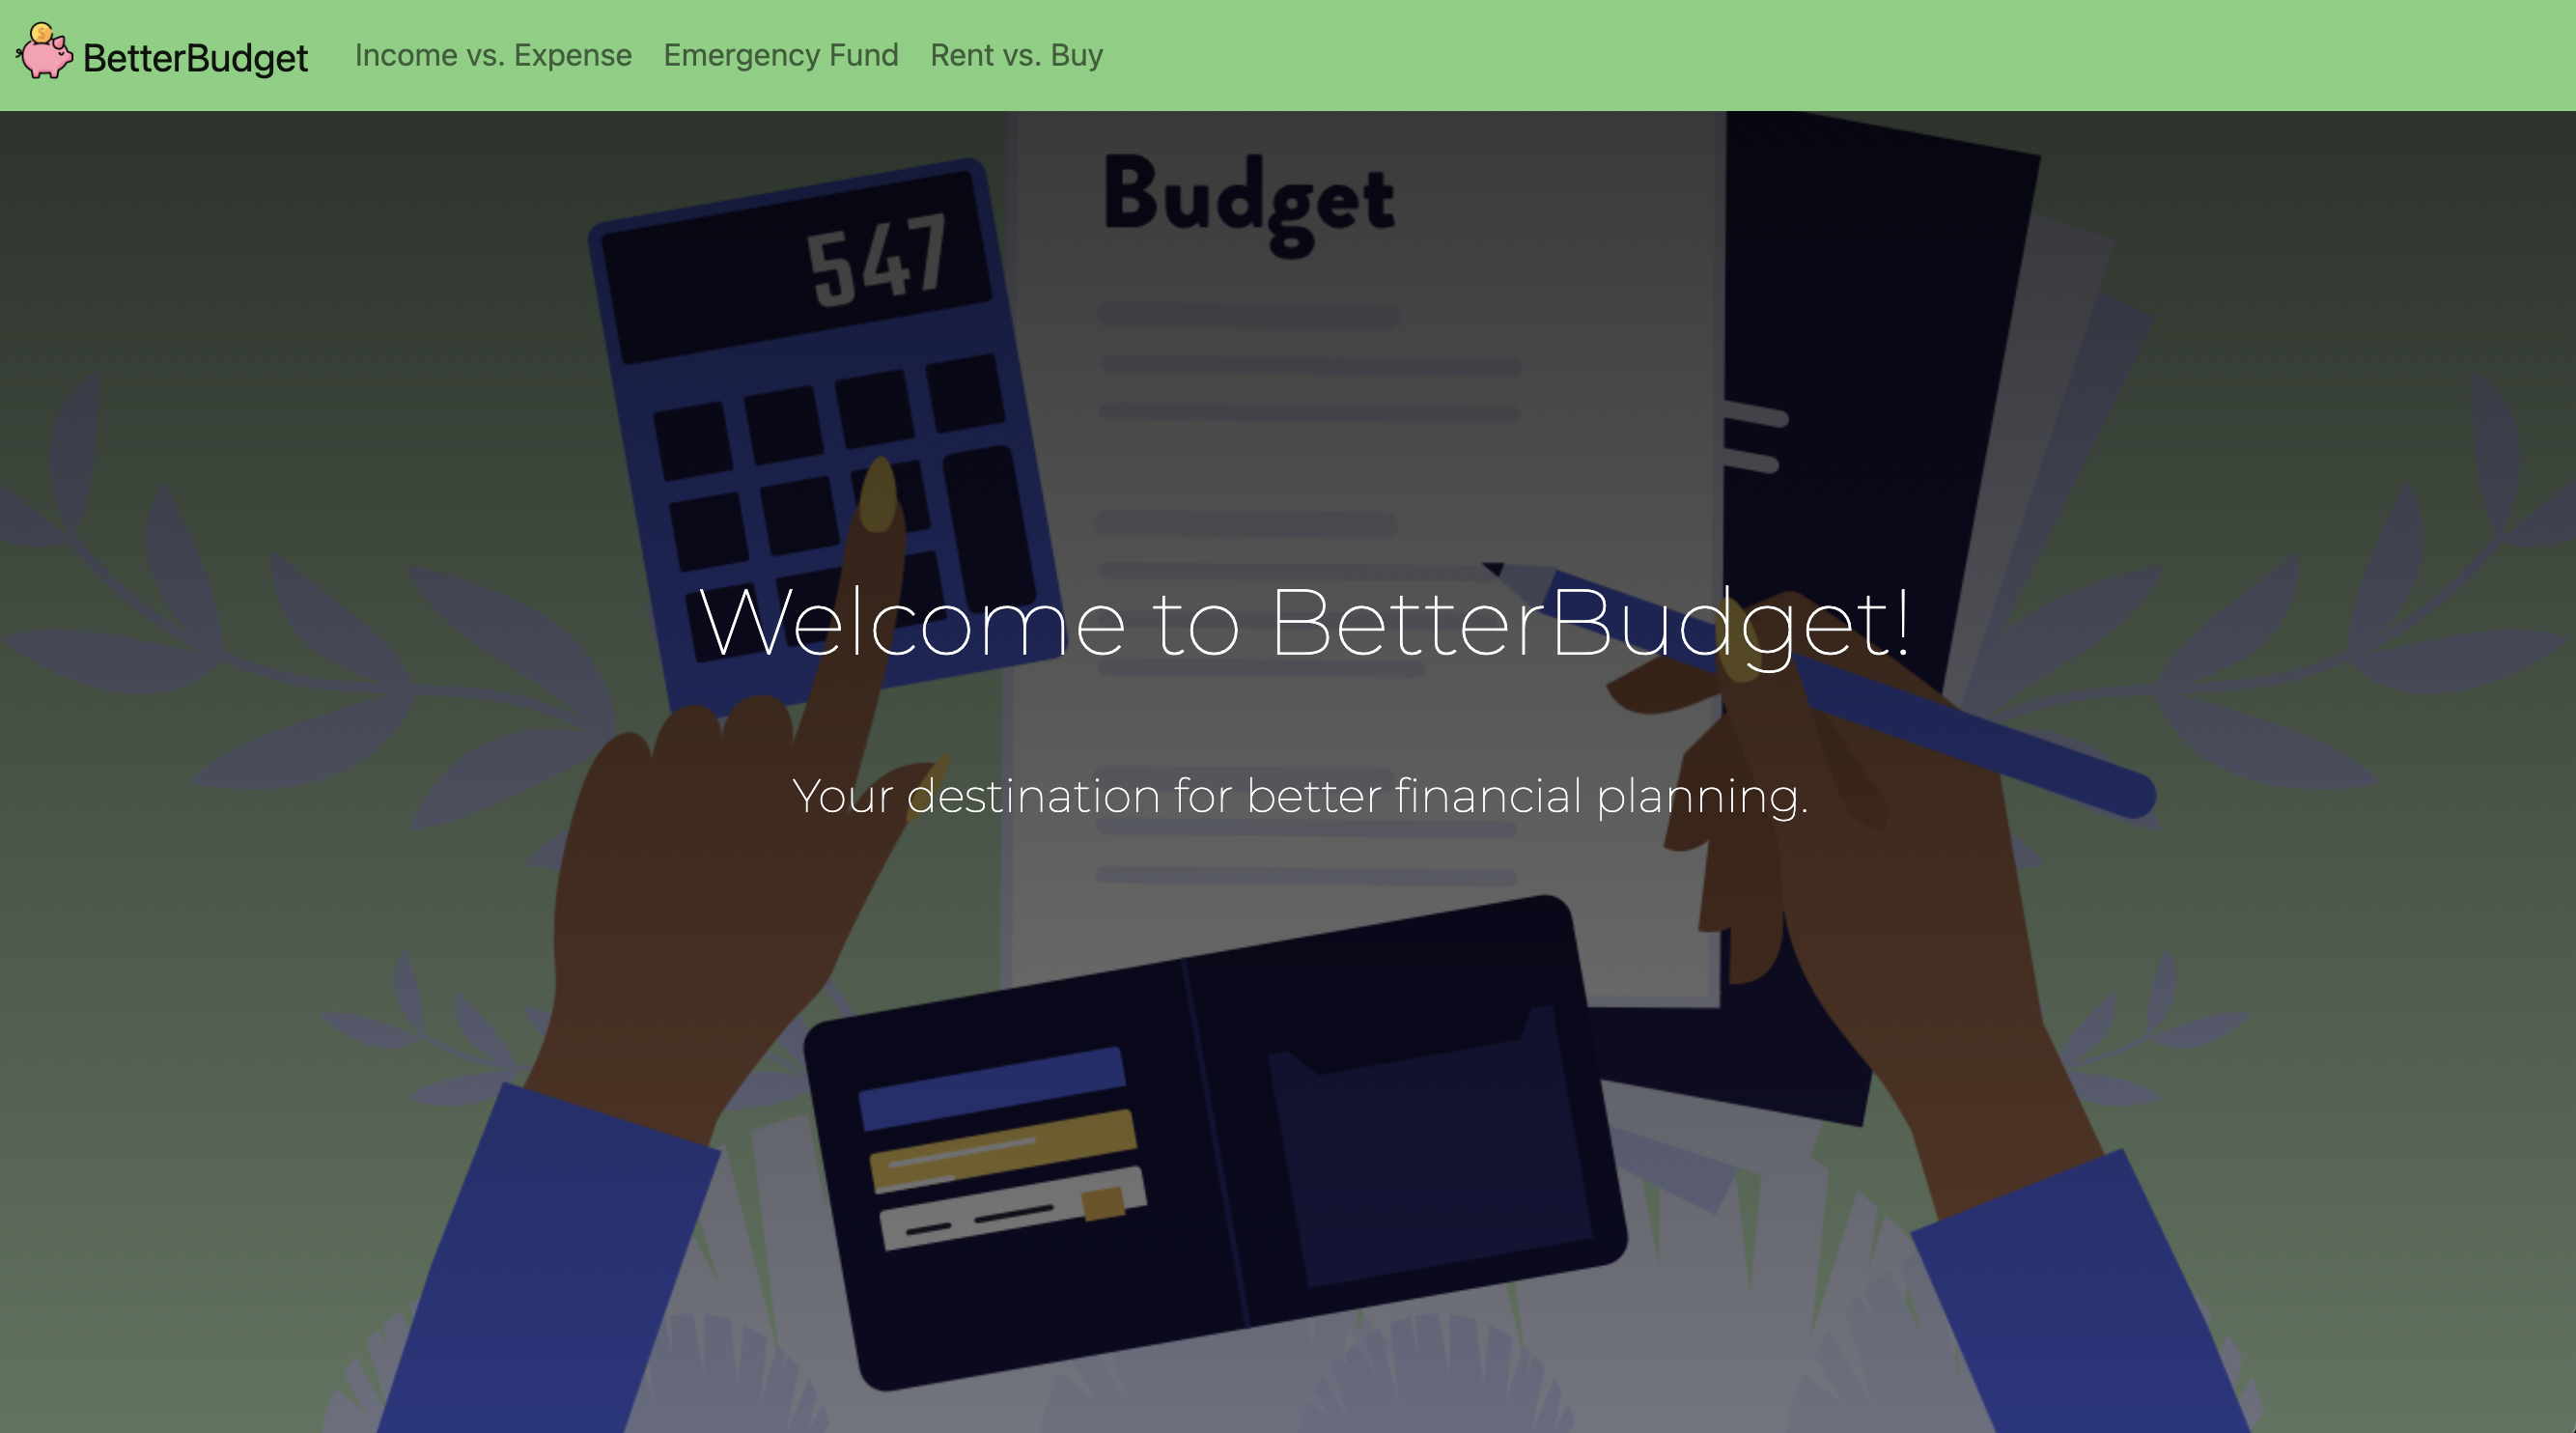 BetterBudget
Income vs. Expense
Emergency Fund
Rent vs. Buy
Budget
547
Welcome to BetterBudget!
Your destination for better financial planning.